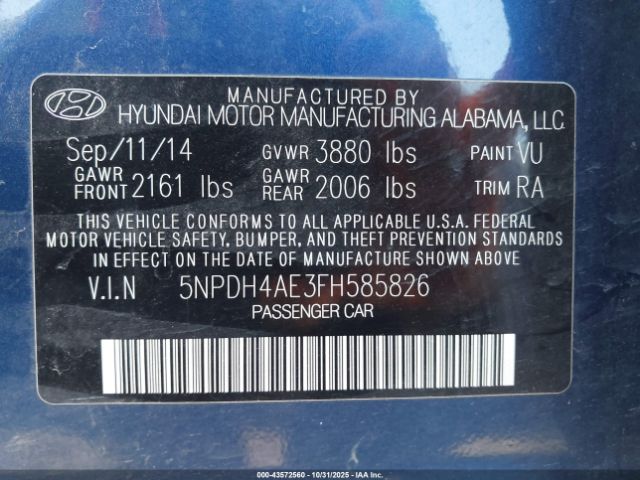 MANUFACTURED BY
HYUNDAI MOTOR MANUFACTURING ALABAMA, LLC
Sep/11/14 GVWR 3880 lbs PAINT VU
GAWR FRONT 2161 lbs GAWR REAR 2006 lbs TRIM RA
THIS VEHICLE CONFORMS TO ALL APPLICABLE U.S.A. FEDERAL
MOTOR VEHICLE SAFETY, BUMPER, AND THEFT PREVENTION
STANDARDS IN EFFECT ON THE DATE OF MANUFACTURE SHOWN ABOVE.
V.I.N 5NPDH4AE3FH585826
PASSENGER CAR
000-43572560 - 10/31/2025 - IAAI.CA